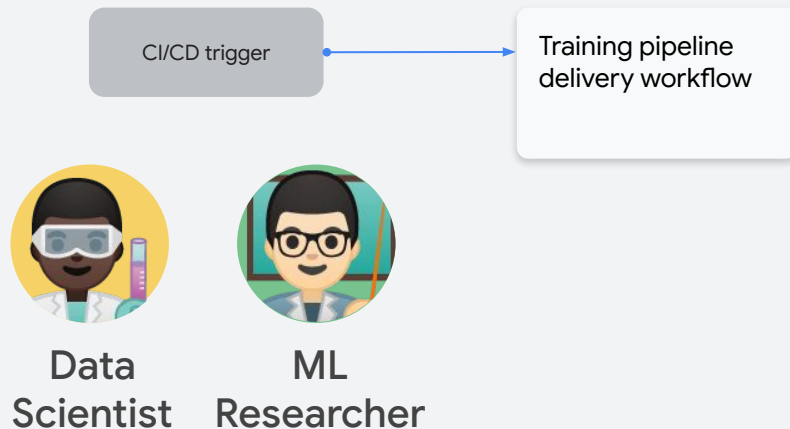 CI/CD trigger
Training pipeline
delivery workflow
Data
Scientist
ML
Researcher